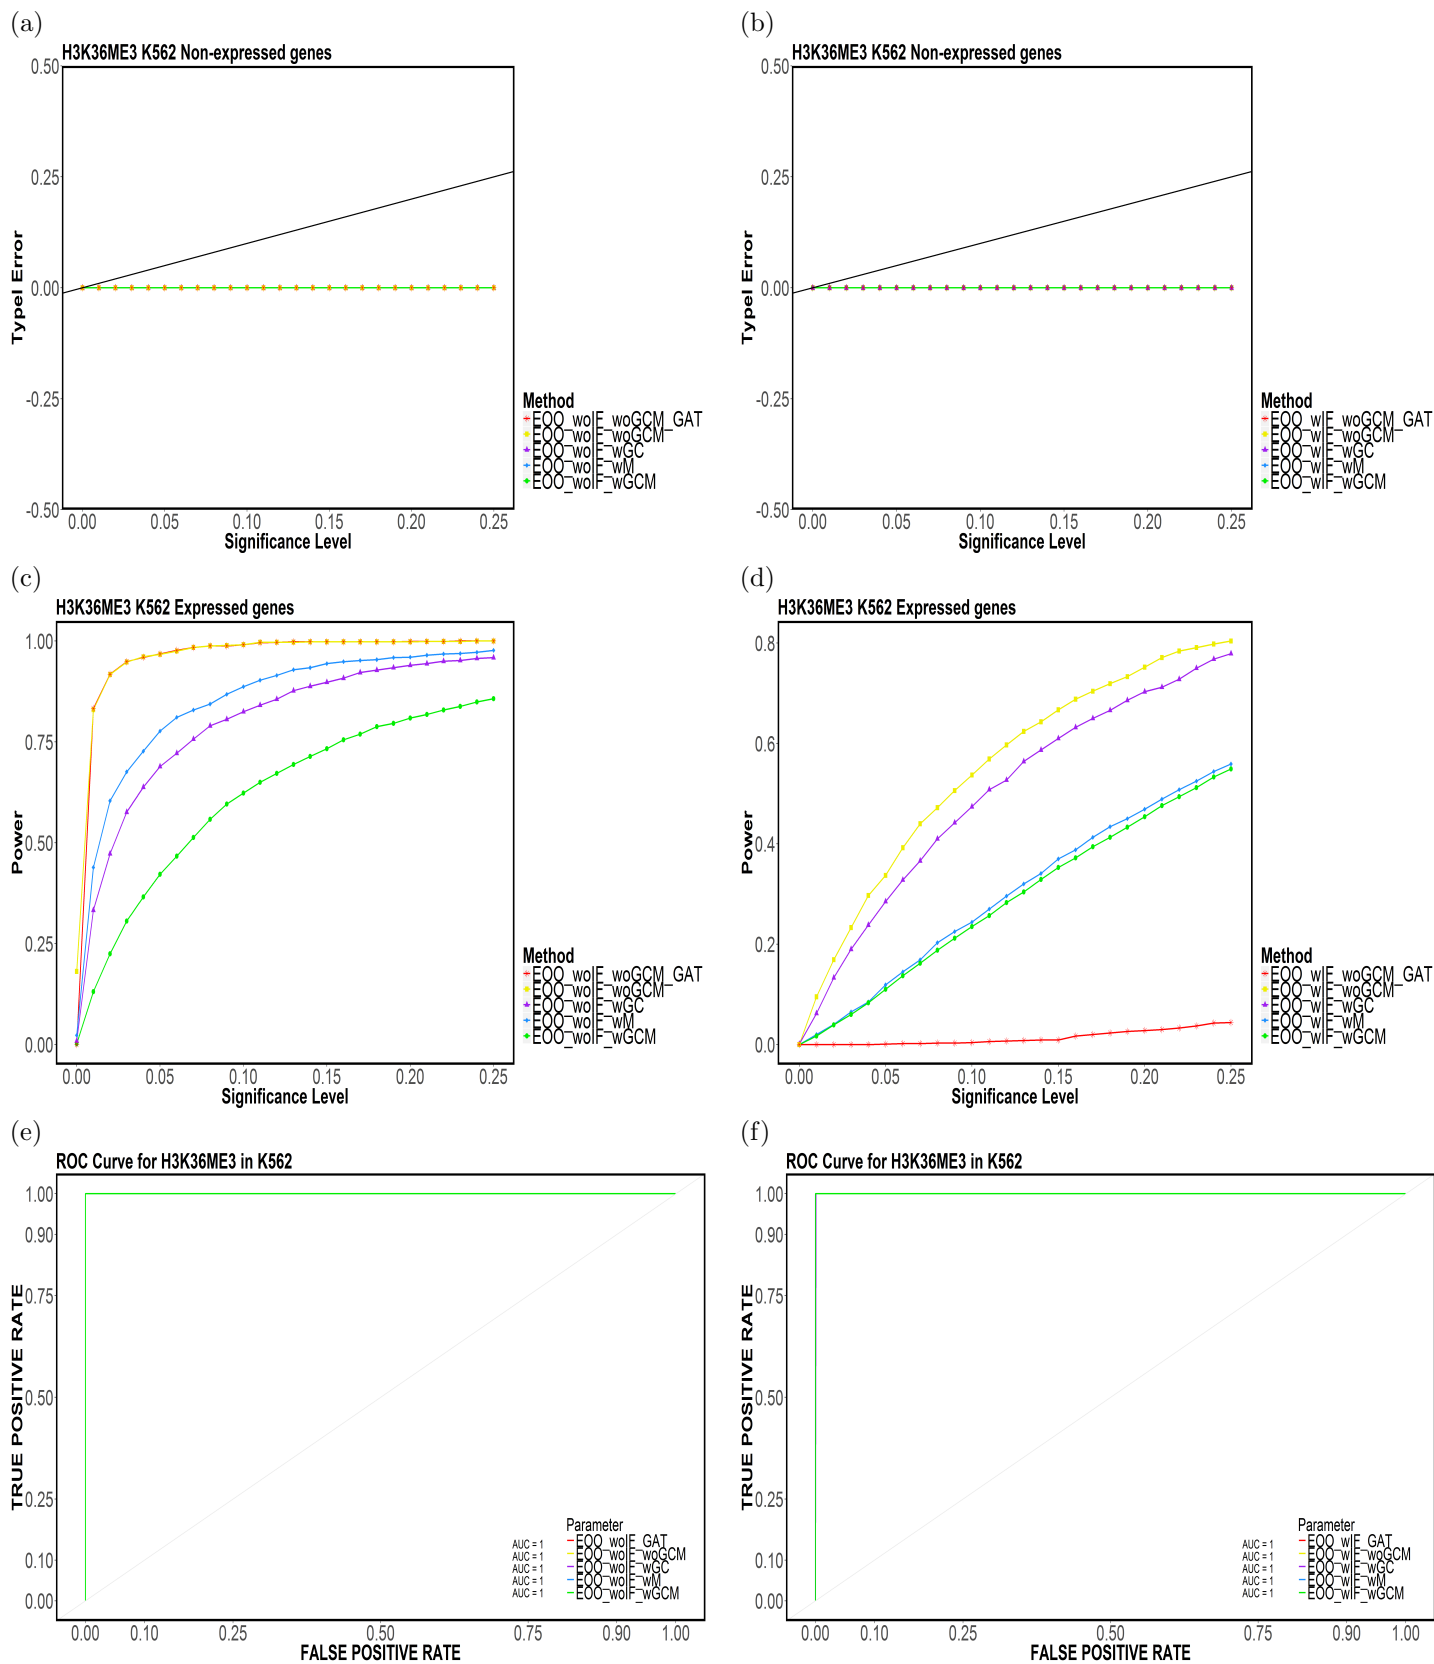 (a)
H3K36ME3 K562 Non-expressed genes
0.50
0.25
0.00
-0.25
-0.50
TypeI Error
0.00 0.05 0.10 0.15 0.20 0.25
Significance Level
Method
EOO_woIF_woGCM_GAT
EOO_woIF_woGCM
EOO_woIF_wGC
EOO_woIF_wM
EOO_woIF_wGCM
(b)
H3K36ME3 K562 Non-expressed genes
0.50
0.25
0.00
-0.25
-0.50
TypeI Error
0.00 0.05 0.10 0.15 0.20 0.25
Significance Level
Method
EOO_wIF_woGCM_GAT
EOO_wIF_woGCM
EOO_wIF_wGC
EOO_wIF_wM
EOO_wIF_wGCM
(c)
H3K36ME3 K562 Expressed genes
1.00
0.75
0.50
0.25
0.00
Power
0.00 0.05 0.10 0.15 0.20 0.25
Significance Level
Method
EOO_woIF_woGCM_GAT
EOO_woIF_woGCM
EOO_woIF_wGC
EOO_woIF_wM
EOO_woIF_wGCM
(d)
H3K36ME3 K562 Expressed genes
0.8
0.6
0.4
0.2
0.0
Power
0.00 0.05 0.10 0.15 0.20 0.25
Significance Level
Method
EOO_wIF_woGCM_GAT
EOO_wIF_woGCM
EOO_wIF_wGC
EOO_wIF_wM
EOO_wIF_wGCM
(e)
ROC Curve for H3K36ME3 in K562
1.00
0.90
0.75
0.50
0.25
0.10
0.00
TRUE POSITIVE RATE
0.00 0.10 0.25 0.50 0.75 0.90 1.00
FALSE POSITIVE RATE
Parameter
AUC = 1 EOO_woIF_GAT
AUC = 1 EOO_woIF_woGCM
AUC = 1 EOO_woIF_wGC
AUC = 1 EOO_woIF_wM
AUC = 1 EOO_woIF_wGCM
(f)
ROC Curve for H3K36ME3 in K562
1.00
0.90
0.75
0.50
0.25
0.10
0.00
TRUE POSITIVE RATE
0.00 0.10 0.25 0.50 0.75 0.90 1.00
FALSE POSITIVE RATE
Parameter
AUC = 1 EOO_wIF_GAT
AUC = 1 EOO_wIF_woGCM
AUC = 1 EOO_wIF_wGC
AUC = 1 EOO_wIF_wM
AUC = 1 EOO_wIF_wGCM